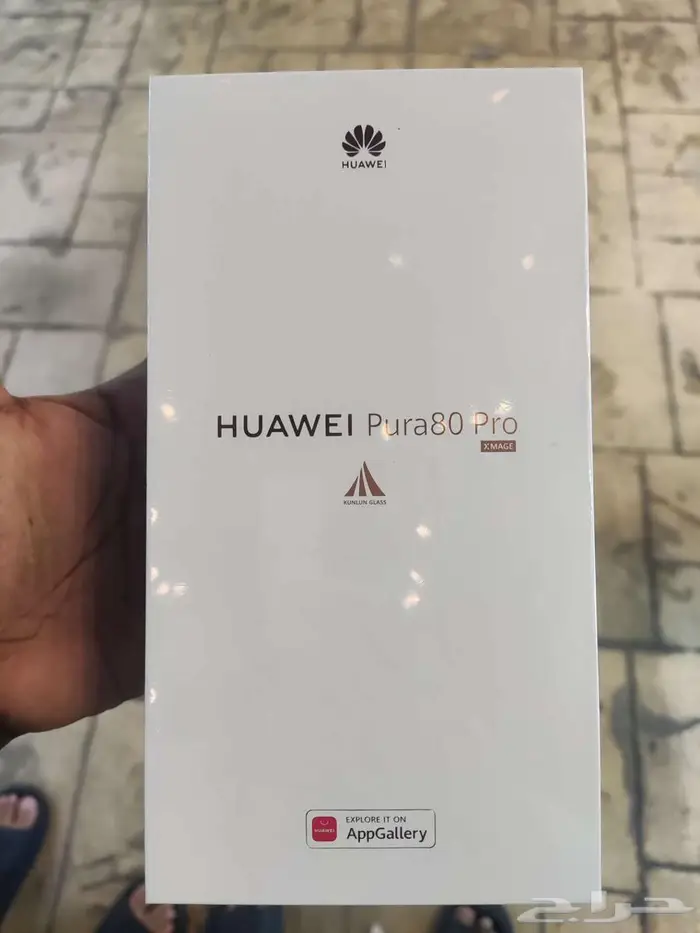 HUAWEI
HUAWEI Pura80 Pro
XMAGE
KUNLUN GLASS
HUAWEI
EXPLORE IT ON
AppGallery
حراج